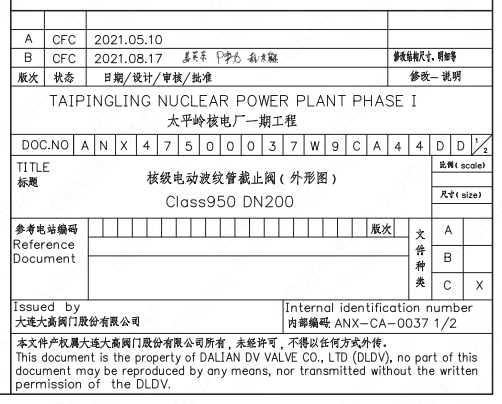 A CFC 2021.05.10
B CFC 2021.08.17 修改结构尺寸、明细等
版次 状态 日期/设计/审核/批准 修改—说明
TAIPINGLING NUCLEAR POWER PLANT PHASE I
太平岭核电厂一期工程
DOC.NO A N X 4 7 5 0 0 0 3 7 W 9 C A 4 4 D D 1/2
TITLE
标题
核级电动波纹管截止阀(外形图)
Class950 DN200
比例(scale)
尺寸(size)
参考电站编码
Reference
Document
版次
文件种类
A
B
C X
Issued by
大连大高阀门股份有限公司
Internal identification number
内部编码: ANX-CA-0037 1/2
本文件产权属大连大高阀门股份有限公司所有,未经许可,不得以任何方式外传。
This document is the property of DALIAN DV VALVE CO., LTD (DLDV), no part of this
document may be reproduced by any means, nor transmitted without the written
permission of the DLDV.